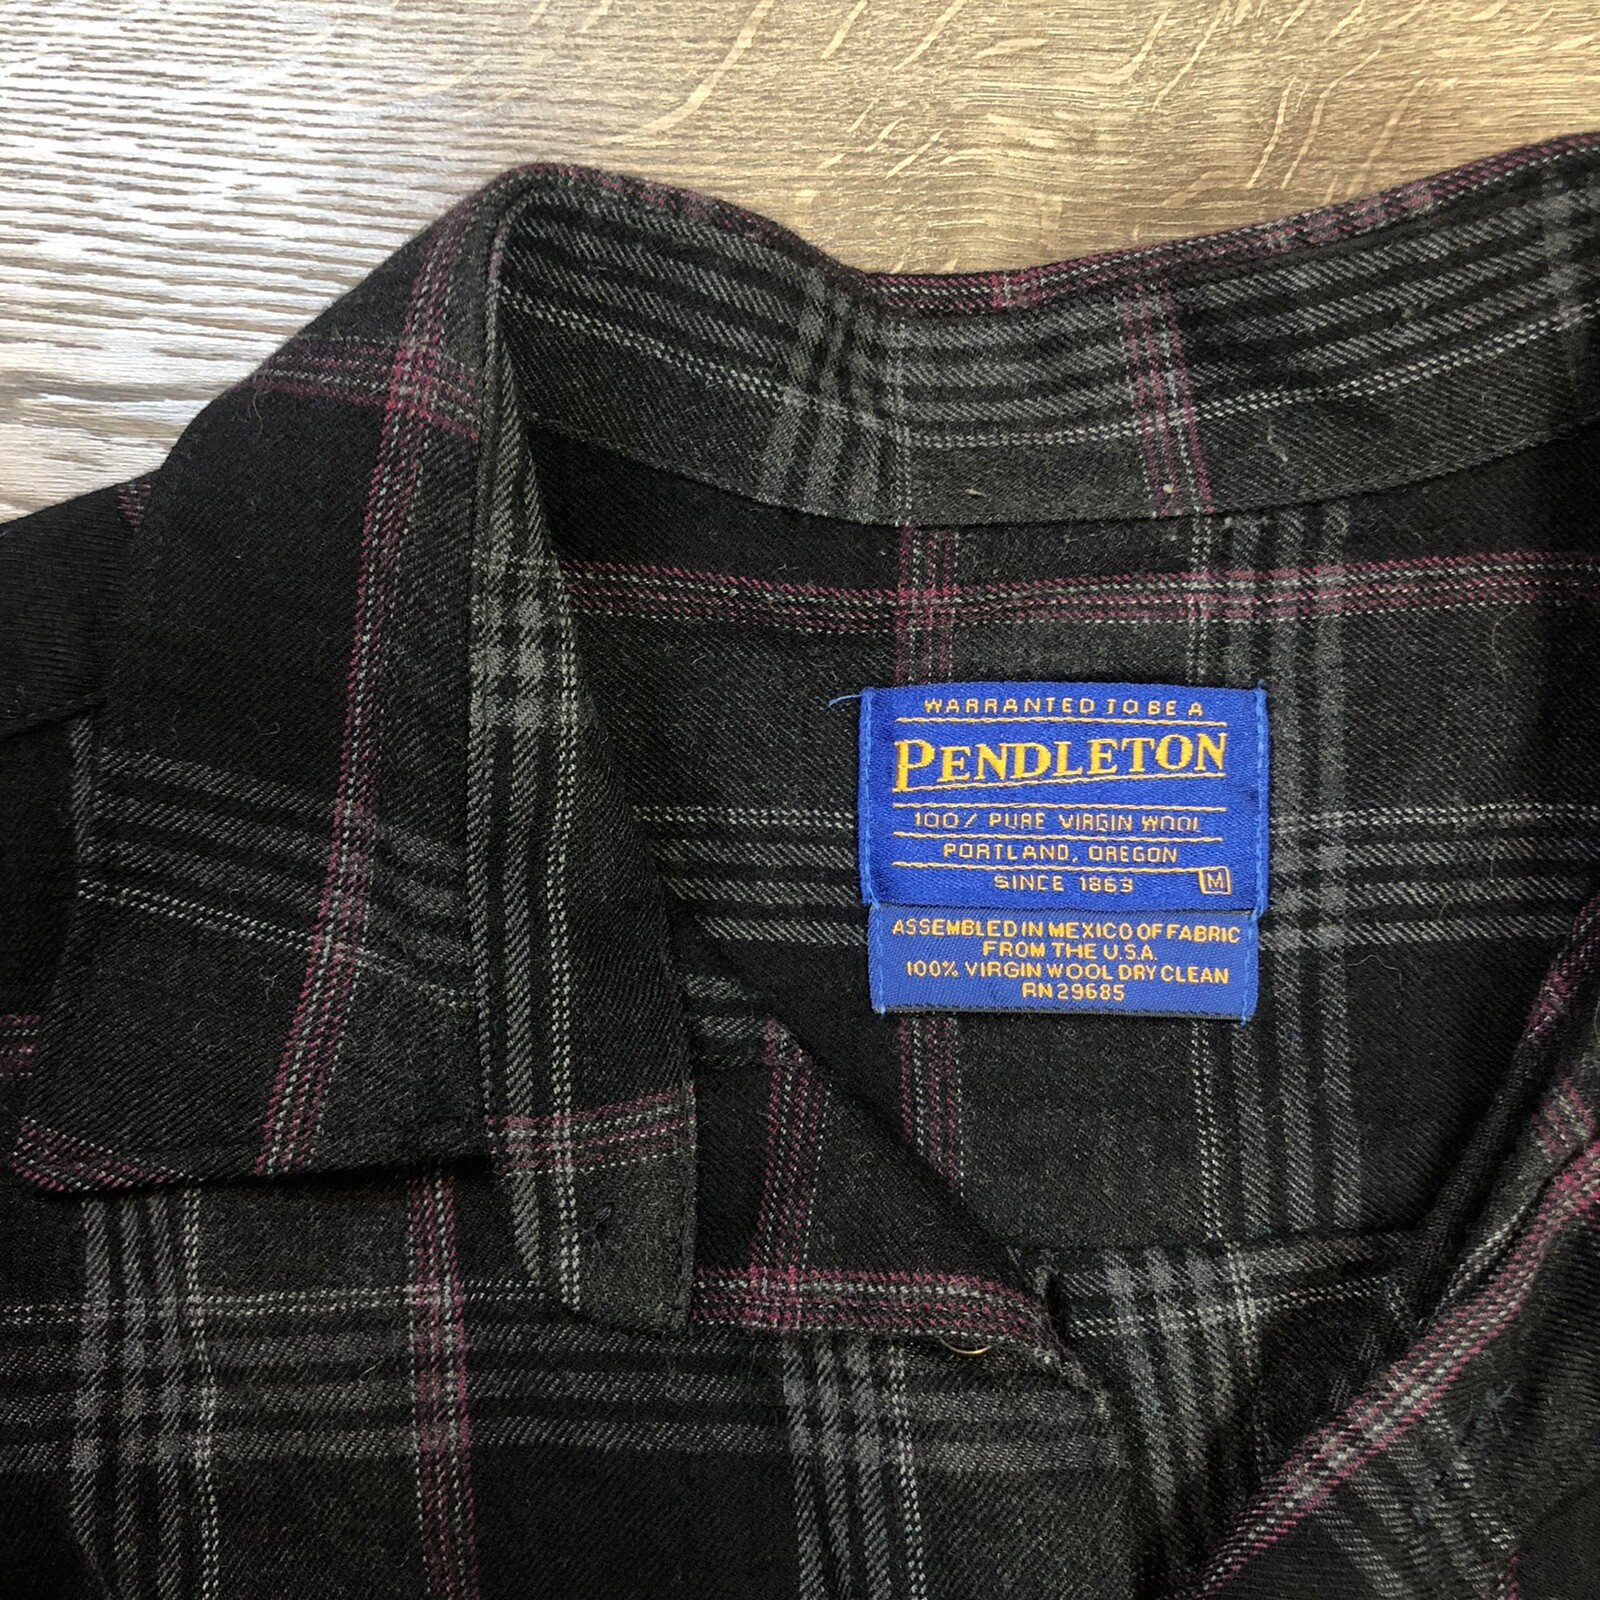 WARRANTED TO BE A
PENDLETON
100% PURE VIRGIN WOOL
PORTLAND, OREGON
SINCE 1863 M
ASSEMBLED IN MEXICO OF FABRIC
FROM THE U.S.A.
100% VIRGIN WOOL DRY CLEAN
RN 29685